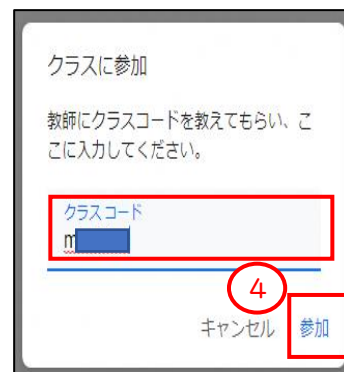 クラスに参加
教師にクラスコードを教えてもらい、こ
こに入力してください。
クラスコード
m
4
キャンセル 参加